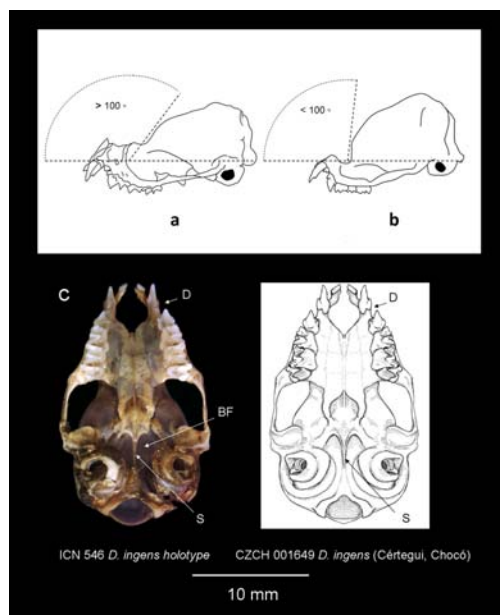 > 100 °
< 100 °
a
b
C
D
D
BF
S
S
ICN 546 D. ingens holotype
CZCH 001649 D. ingens (Cértegui, Chocó)
10 mm